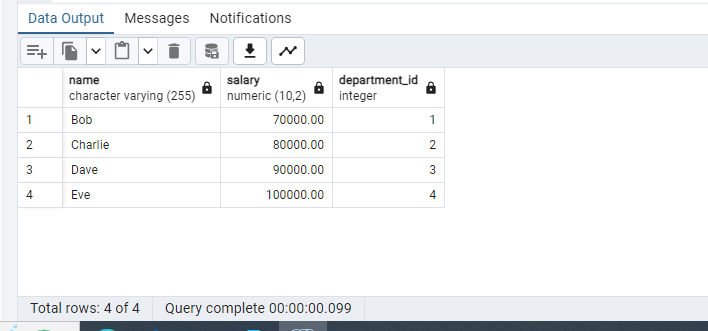 Data Output Messages Notifications
name salary department_id
character varying (255) numeric (10,2) integer
1 Bob 70000.00 1
2 Charlie 80000.00 2
3 Dave 90000.00 3
4 Eve 100000.00 4
Total rows: 4 of 4 Query complete 00:00:00.099